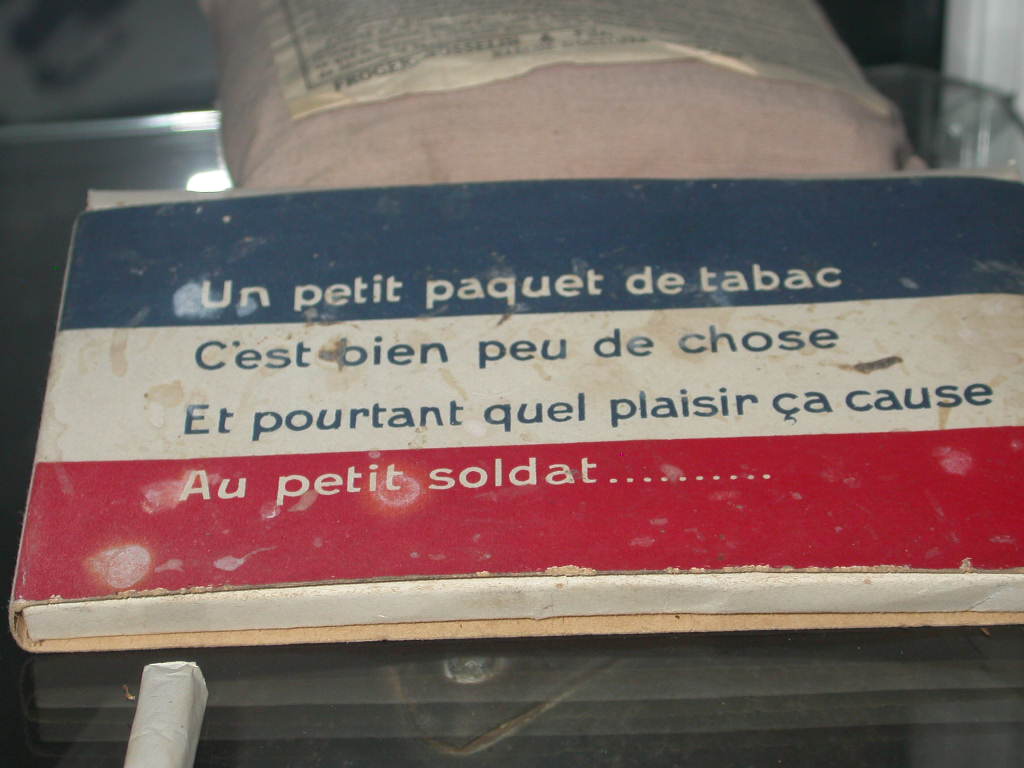 Un petit paquet de tabac
C'est bien peu de chose
Et pourtant quel plaisir ça cause
Au petit soldat..........